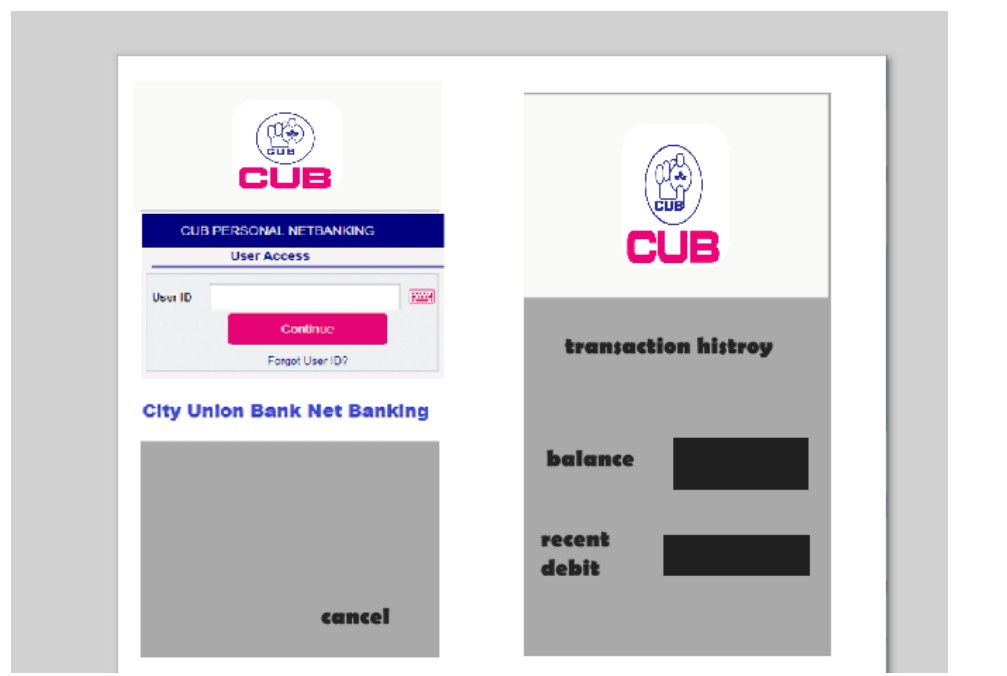 CUB
CUB
CUB PERSONAL NETBANKING
User Access
User ID
Continue
Forgot User ID?
City Union Bank Net Banking
cancel
CUB
CUB
transaction histroy
balance
recent
debit